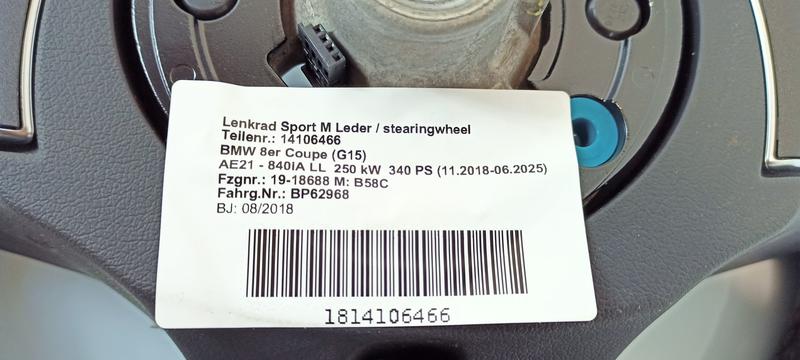 Lenkrad Sport M Leder / stearingwheel
Teilenr.: 14106466
BMW 8er Coupe (G15)
AE21 - 840IA LL 250 kW 340 PS (11.2018-06.2025)
Fzgnr.: 19-18688 M: B58C
Fahrg.Nr.: BP62968
BJ: 08/2018
1814106466